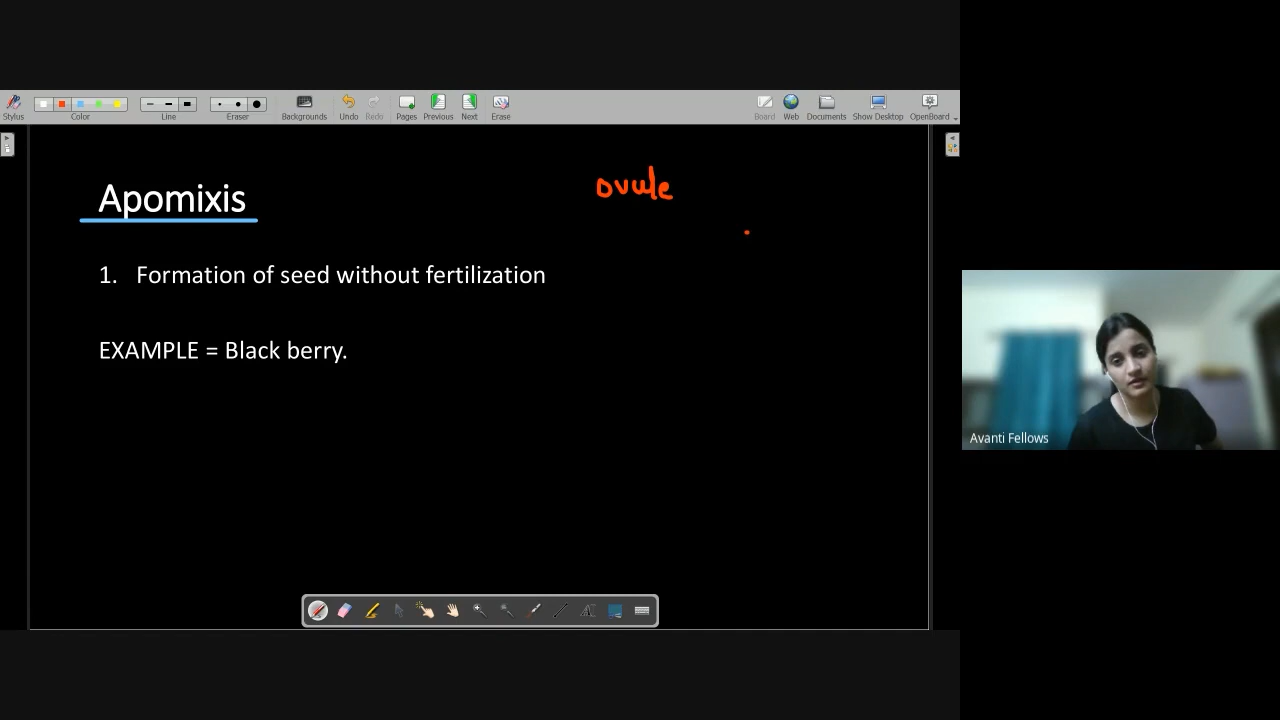 Stylus
Color
Line
Eraser
Backgrounds
Undo
Redo
Pages
Previous
Next
Erase
Board
Web
Documents
Show Desktop
OpenBoard
ovule
Apomixis
1. Formation of seed without fertilization
EXAMPLE = Black berry.
Avanti Fellows